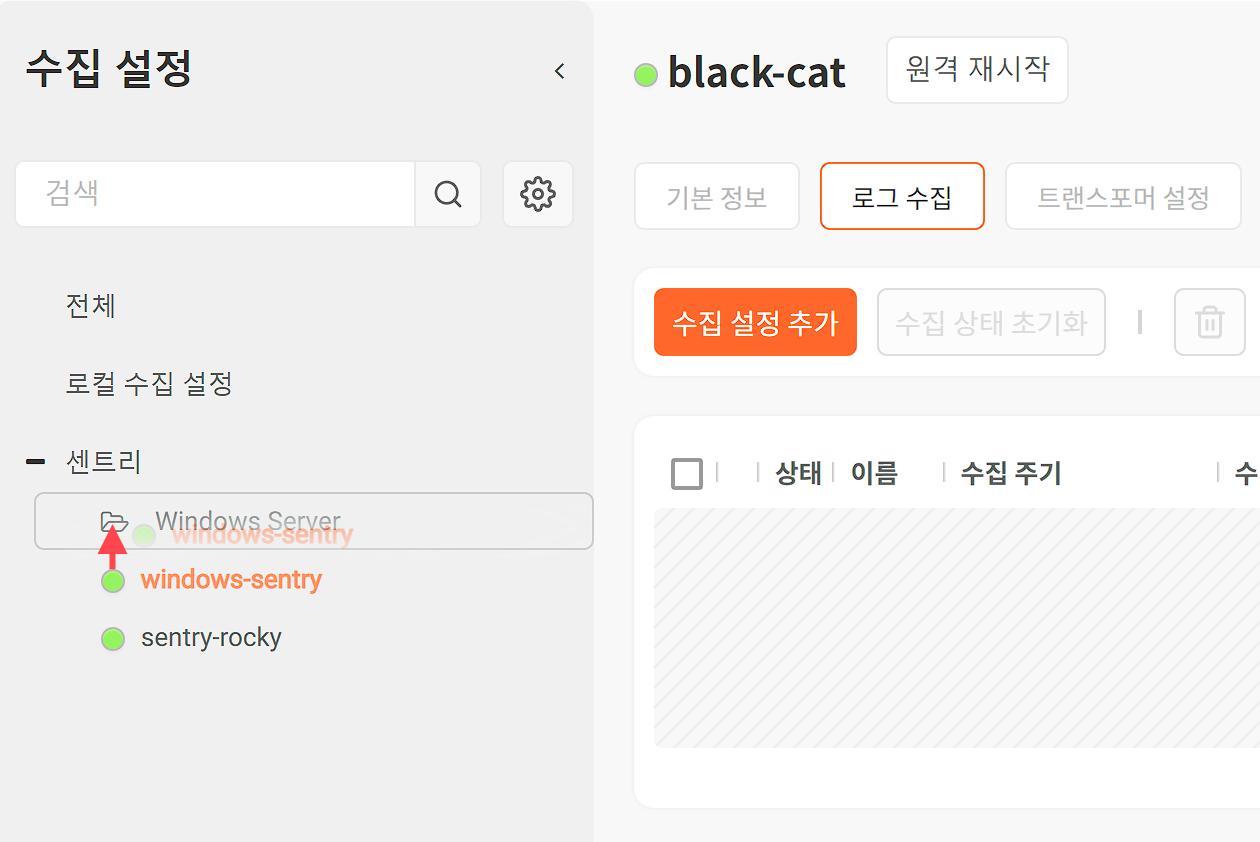 수집 설정
검색
전체
로컬 수집 설정
센트리
Windows Server
windows-sentry
windows-sentry
sentry-rocky
black-cat
원격 재시작
기본 정보
로그 수집
트랜스포머 설정
수집 설정 추가
수집 상태 초기화
상태
이름
수집 주기
수